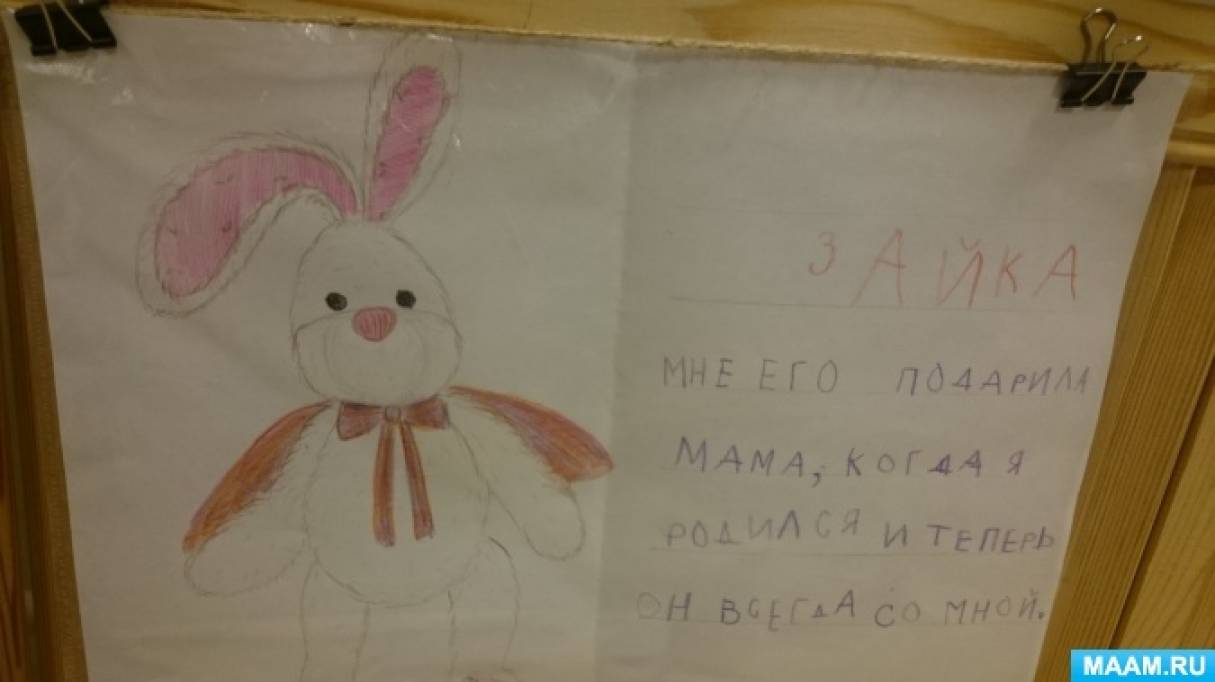 ЗАЙКА
МНЕ ЕГО ПОДАРИЛА
МАМА, КОГДА Я
РОДИЛСЯ И ТЕПЕРЬ
ОН ВСЕГДА СО МНОЙ.
MAAM.RU